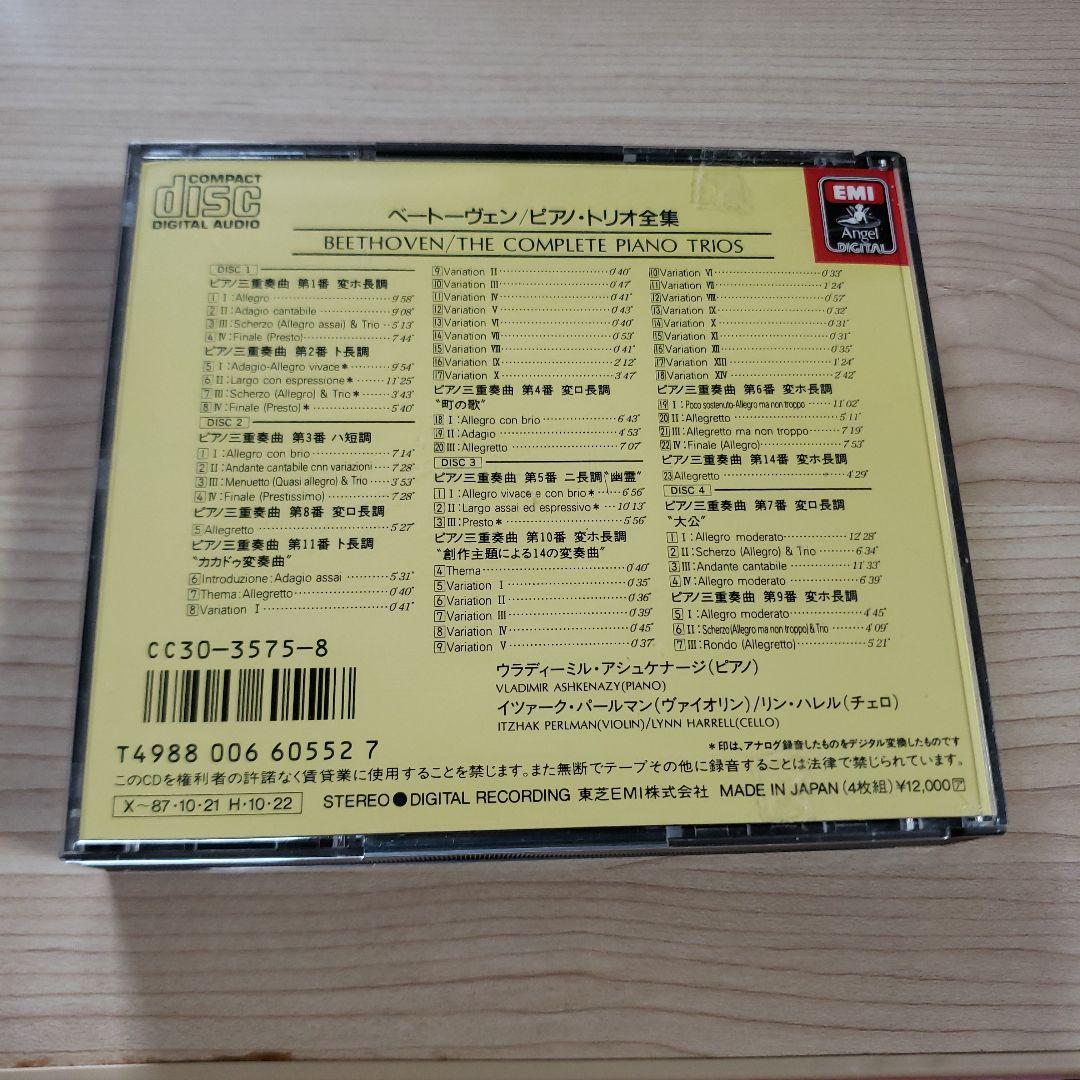 COMPACT
disc
DIGITAL AUDIO
ベートーヴェン/ピアノ・トリオ全集
BEETHOVEN/THE COMPLETE PIANO TRIOS
EMI
Angel
DIGITAL
DISC 1
ピアノ三重奏曲 第1番 変ホ長調
1 I:Allegro 9'58"
2 II:Adagio cantabile 9'08"
3 III:Scherzo (Allegro assai) & Trio 5'13"
4 IV:Finale (Presto) 7'44"
ピアノ三重奏曲 第2番 ト長調
5 I:Adagio-Allegro vivace* 9'54"
6 II:Largo con espressione* 11'25"
7 III:Scherzo (Allegro) & Trio* 3'43"
8 IV:Finale (Presto)* 5'40"
DISC 2
ピアノ三重奏曲 第3番 ハ短調
1 I:Allegro con brio 7'14"
2 II:Andante cantabile cnn variazioni 7'28"
3 III:Menuetto (Quasi allegro) & Trio 3'53"
4 IV:Finale (Prestissimo) 7'28"
ピアノ三重奏曲 第8番 変ロ長調
5 Allegretto 5'27"
ピアノ三重奏曲 第11番 ト長調
"カカドゥ変奏曲"
6 Introduzione:Adagio assai 5'31"
7 Thema:Allegretto 0'40"
8 Variation I 0'41"
9 Variation II 0'40"
10 Variation III 0'47"
11 Variation IV 0'41"
12 Variation V 0'43"
13 Variation VI 0'40"
14 Variation VII 0'53"
15 Variation VIII 0'41"
16 Variation IX 2'12"
17 Variation X 3'47"
ピアノ三重奏曲 第4番 変ロ長調
"町の歌"
18 I:Allegro con brio 6'43"
19 II:Adagio 4'53"
20 III:Allegretto 7'07"
DISC 3
ピアノ三重奏曲 第5番 ニ長調"幽霊"
1 I:Allegro vivace e con brio* 6'56"
2 II:Largo assai ed espressivo* 10'13"
3 III:Presto* 5'56"
ピアノ三重奏曲 第10番 変ホ長調
"創作主題による14の変奏曲"
4 Thema 0'40"
5 Variation I 0'35"
6 Variation II 0'36"
7 Variation III 0'39"
8 Variation IV 0'45"
9 Variation V 0'37"
10 Variation VI 0'33"
11 Variation VII 1'24"
12 Variation VIII 0'57"
13 Variation IX 0'32"
14 Variation X 0'31"
15 Variation XI 0'31"
16 Variation XII 0'35"
17 Variation XIII 1'24"
18 Variation XIV 2'42"
ピアノ三重奏曲 第6番 変ホ長調
19 I:Poco sostenuto-Allegro ma non troppo 11'02"
20 II:Allegretto 5'11"
21 III:Allegretto ma non troppo 7'19"
22 IV:Finale (Allegro) 7'53"
ピアノ三重奏曲 第14番 変ホ長調
23 Allegretto 4'29"
DISC 4
ピアノ三重奏曲 第7番 変ロ長調
"大公"
1 I:Allegro moderato 12'28"
2 II:Scherzo (Allegro) & Trio 6'34"
3 III:Andante cantabile 11'33"
4 IV:Allegro moderato 6'39"
ピアノ三重奏曲 第9番 変ホ長調
5 I:Allegro moderato 4'45"
6 II:Scherzo(Allegro ma non troppo) & Trio 4'09"
7 III:Rondo (Allegretto) 5'21"
CC30-3575-8
ウラディーミル・アシュケナージ(ピアノ)
VLADIMIR ASHKENAZY(PIANO)
イツァーク・パールマン(ヴァイオリン)/リン・ハレル(チェロ)
ITZHAK PERLMAN(VIOLIN)/LYNN HARRELL(CELLO)
T4988 006 60552 7
*印は、アナログ録音したものをデジタル変換したものです
このCDを権利者の許諾なく賃貸業に使用することを禁じます。また無断でテープその他に録音することは法律で禁じられています。
X〜87・10・21 H・10・22
STEREO●DIGITAL RECORDING 東芝EMI株式会社 MADE IN JAPAN (4枚組) ¥12,000 ア